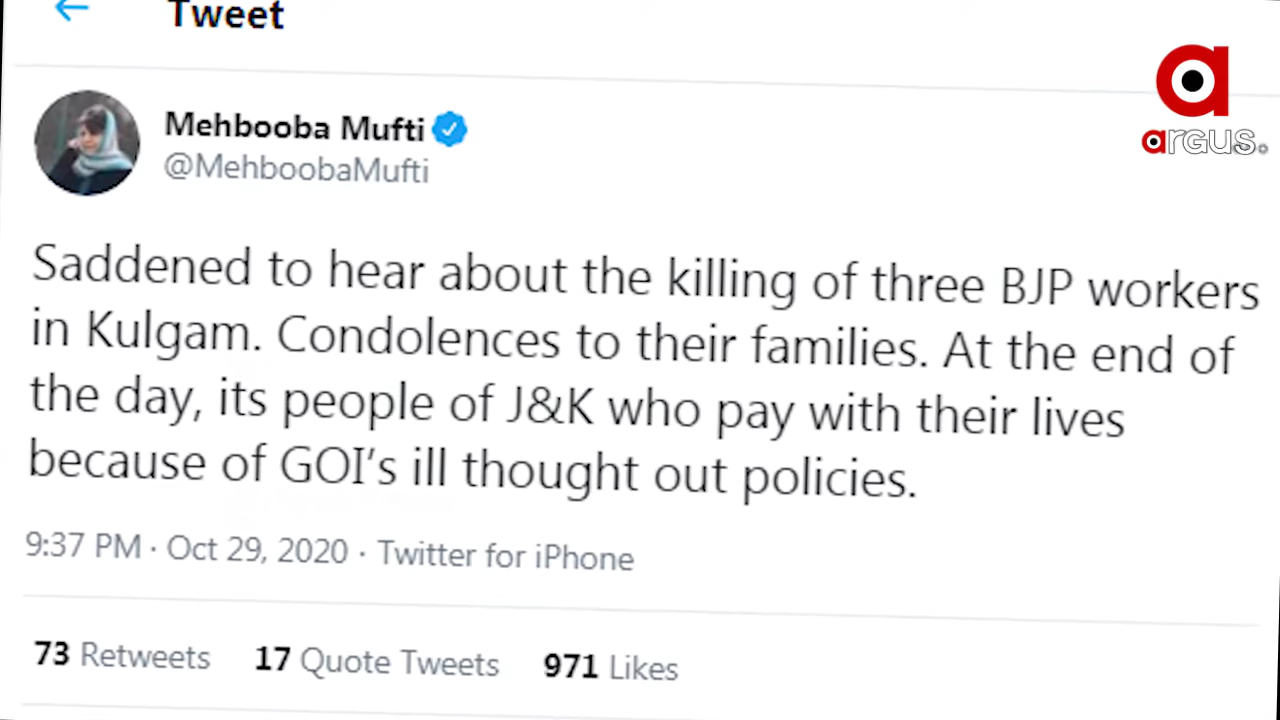 Tweet
Mehbooba Mufti
@MehboobaMufti
Saddened to hear about the killing of three BJP workers
in Kulgam. Condolences to their families. At the end of
the day, its people of J&K who pay with their lives
because of GOI's ill thought out policies.
9:37 PM · Oct 29, 2020 · Twitter for iPhone
73 Retweets 17 Quote Tweets 971 Likes
a
argus